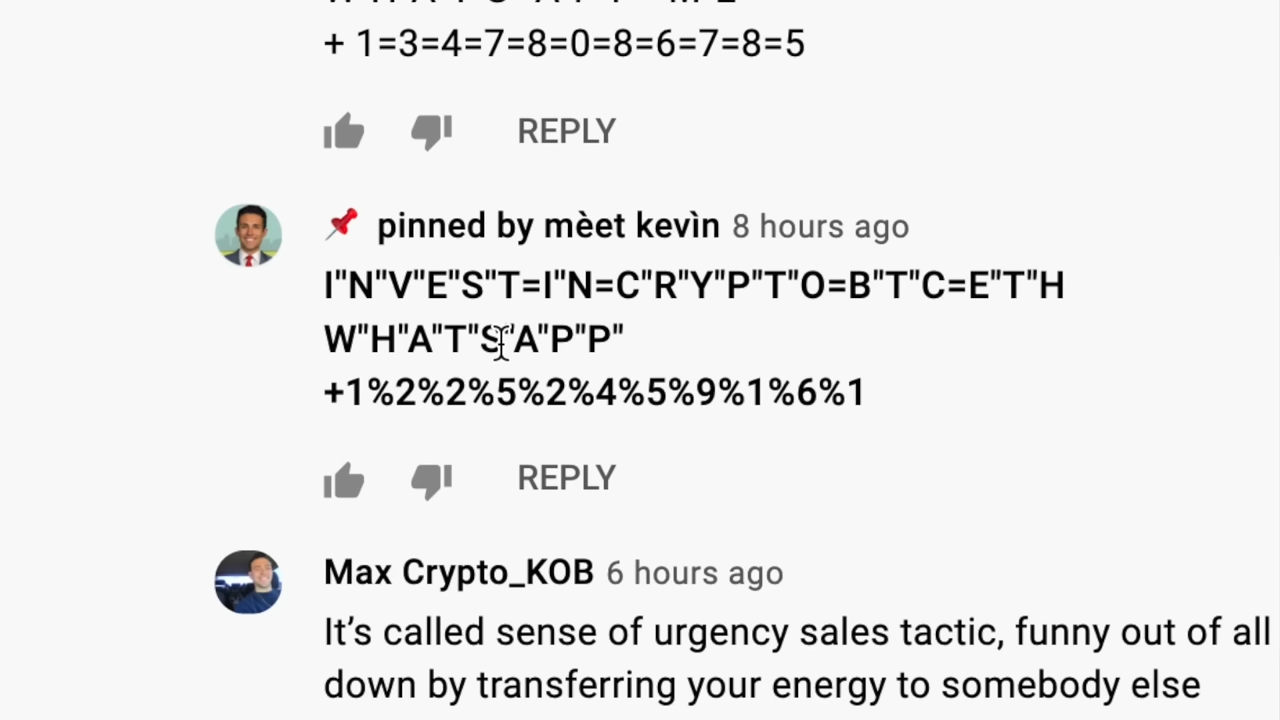 + 1=3=4=7=8=0=8=6=7=8=5
REPLY
pinned by mèet kevìn 8 hours ago
I"N"V"E"S"T=I"N=C"R"Y"P"T"O=B"T"C=E"T"H
W"H"A"T"S"A"P"P"
+1%2%2%5%2%4%5%9%1%6%1
REPLY
Max Crypto_KOB 6 hours ago
It’s called sense of urgency sales tactic, funny out of all
down by transferring your energy to somebody else